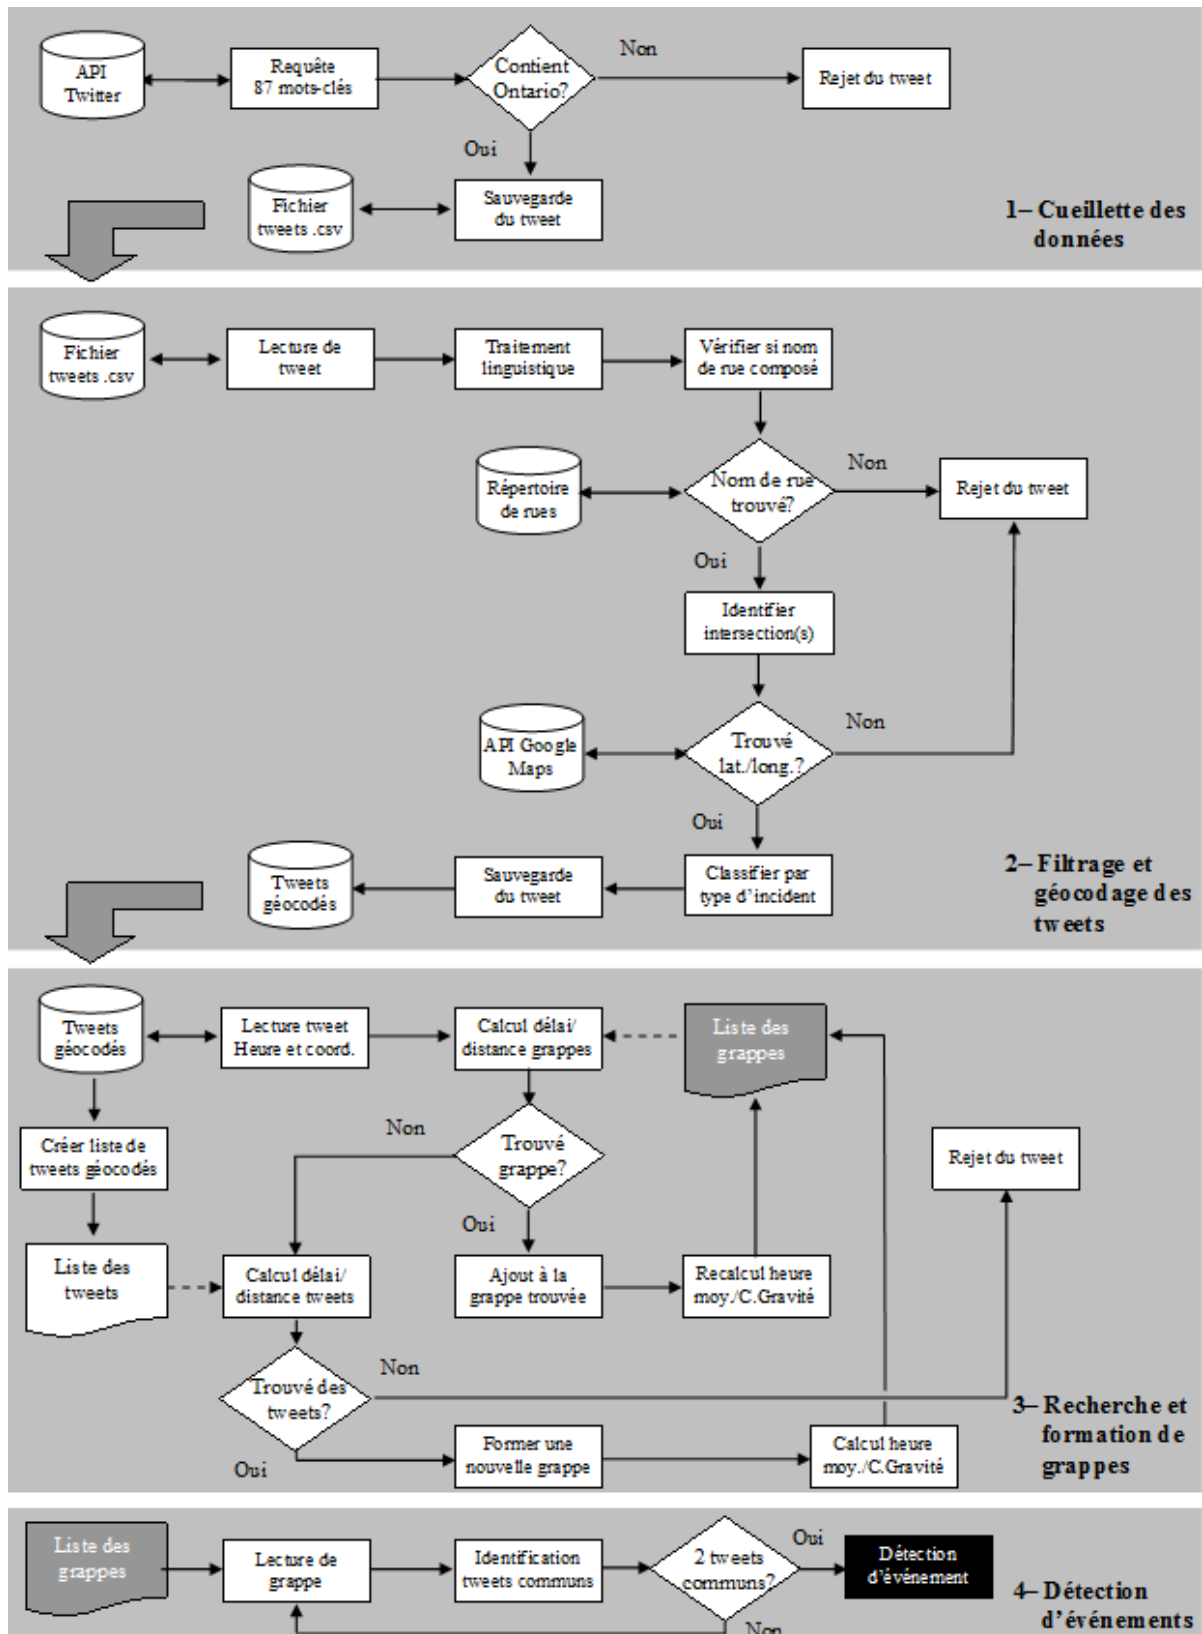 API
Twitter
Requête
87 mots-clés
Contient
Ontario?
Non
Rejet du tweet
Oui
Fichier
tweets .csv
Sauvegarde
du tweet
1– Cueillette des
données
Fichier
tweets .csv
Lecture de
tweet
Traitement
linguistique
Vérifier si nom
de rue composé
Répertoire
de rues
Nom de rue
trouvé?
Non
Rejet du tweet
Oui
Identifier
intersection(s)
API Google
Maps
Trouvé
lat./long.?
Non
Oui
Tweets
géocodés
Sauvegarde
du tweet
Classifier par
type d'incident
2– Filtrage et
géocodage des
tweets
Tweets
géocodés
Lecture tweet
Heure et coord.
Calcul délai/
distance grappes
Liste des
grappes
Créer liste de
tweets géocodés
Non
Trouvé
grappe?
Rejet du tweet
Oui
Liste des
tweets
Calcul délai/
distance tweets
Ajout à la
grappe trouvée
Recalcul heure
moy./C.Gravité
Trouvé des
tweets?
Non
Oui
Former une
nouvelle grappe
Calcul heure
moy./C.Gravité
3– Recherche et
formation de
grappes
Liste des
grappes
Lecture de
grappe
Identification
tweets communs
2 tweets
communs?
Oui
Non
Détection
d'événement
4– Détection
d'événements